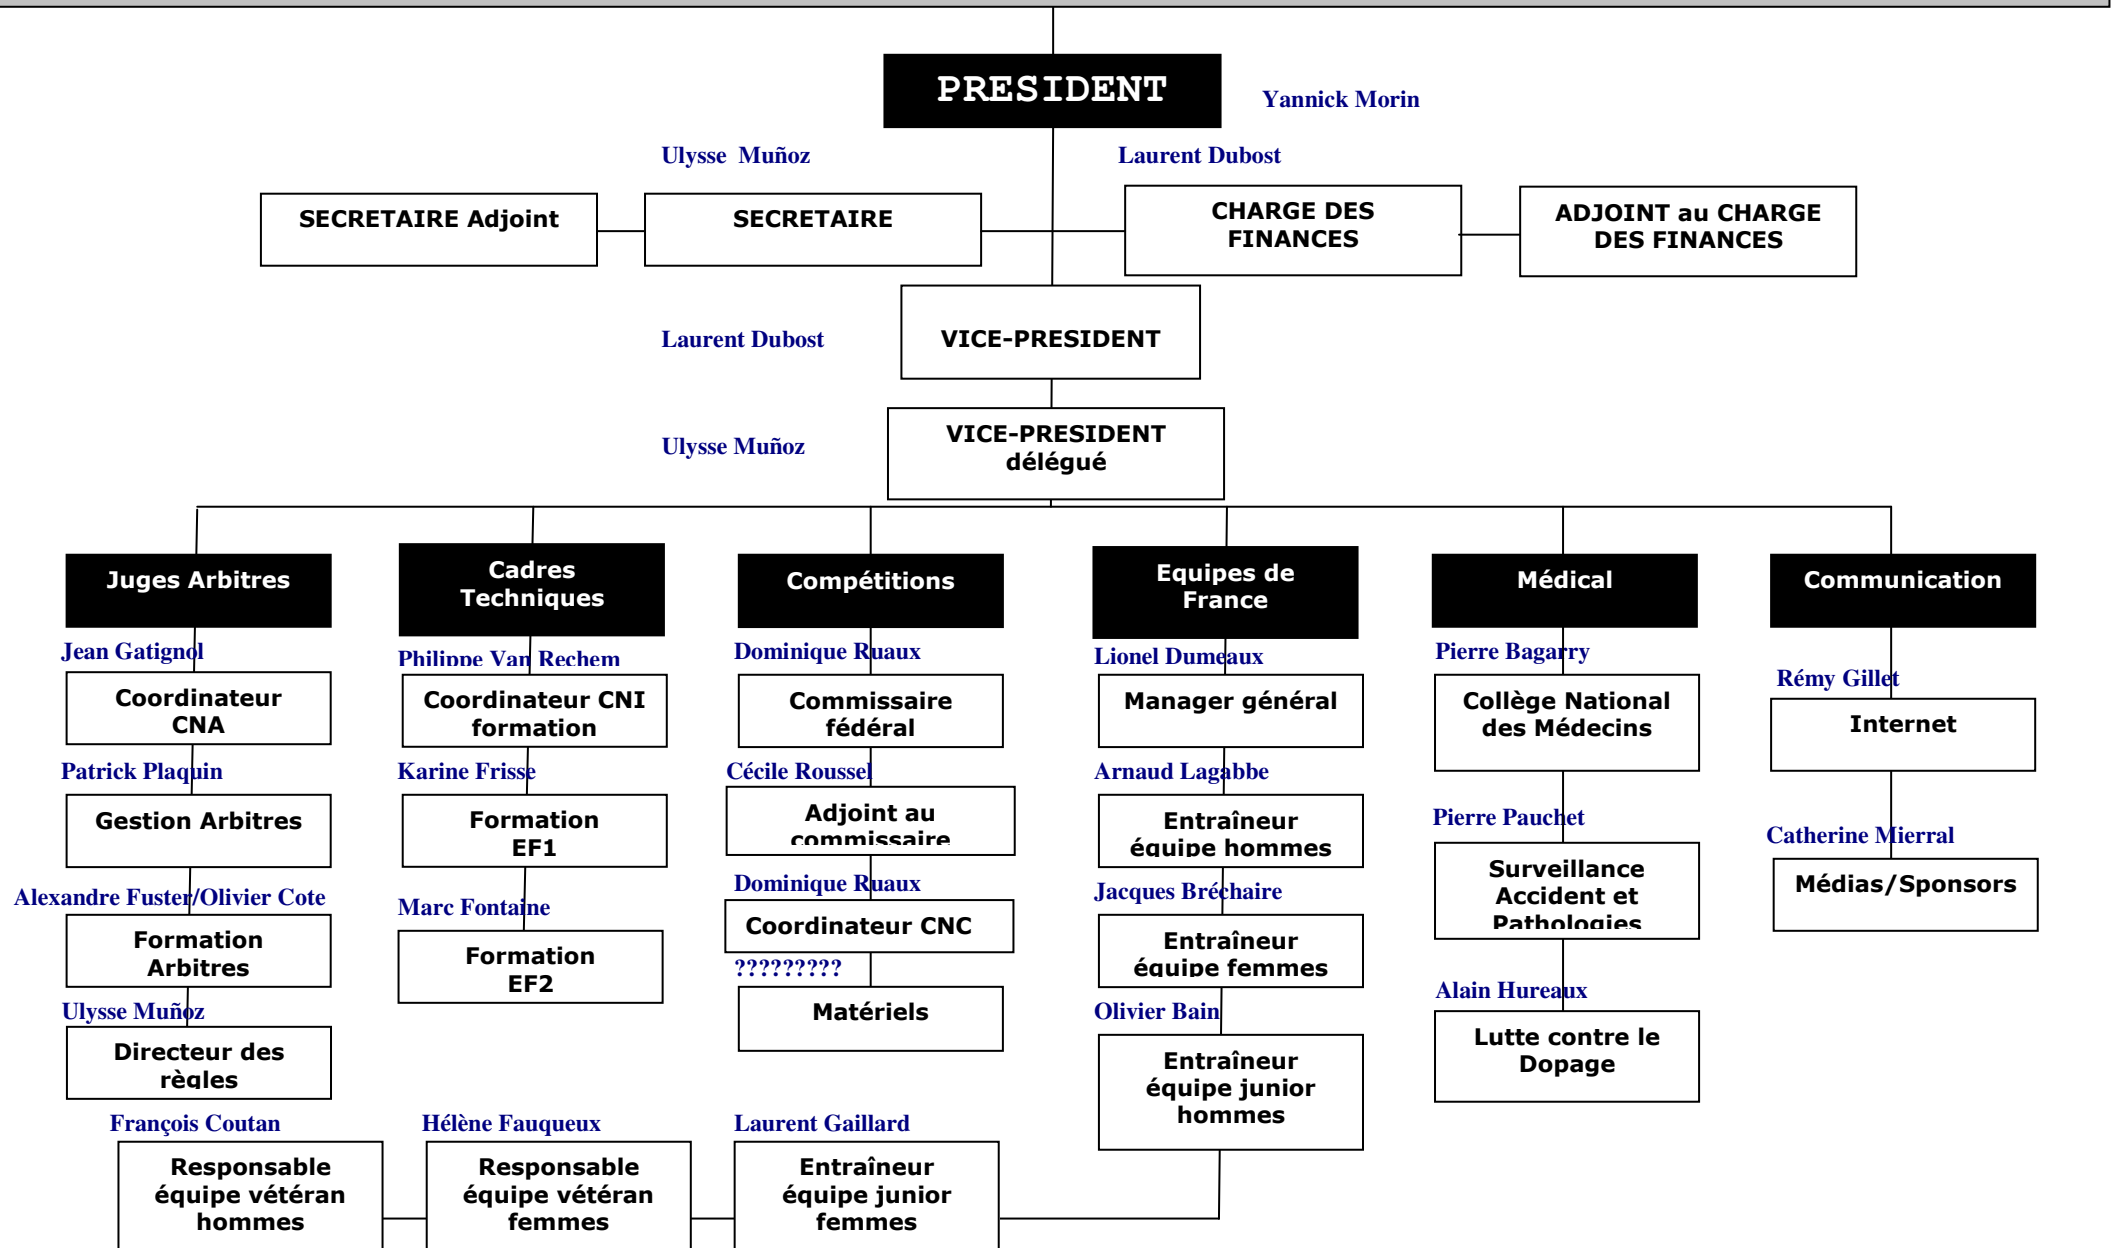 PRESIDENT
Yannick Morin
Ulysse Muñoz
Laurent Dubost
SECRETAIRE Adjoint
SECRETAIRE
CHARGE DES
FINANCES
ADJOINT au CHARGE
DES FINANCES
Laurent Dubost
VICE-PRESIDENT
Ulysse Muñoz
VICE-PRESIDENT
délégué
Juges Arbitres
Jean Gatignol
Coordinateur
CNA
Patrick Plaquin
Gestion Arbitres
Alexandre Fuster/Olivier Cote
Formation
Arbitres
Ulysse Muñoz
Directeur des
règles
Cadres
Techniques
Philippe Van Rechem
Coordinateur CNI
formation
Karine Frisse
Formation
EF1
Marc Fontaine
Formation
EF2
Compétitions
Dominique Ruaux
Commissaire
fédéral
Cécile Roussel
Adjoint au
commissaire
Dominique Ruaux
Coordinateur CNC
?????????
Matériels
Equipes de
France
Lionel Dumeaux
Manager général
Arnaud Lagabbe
Entraîneur
équipe hommes
Jacques Bréchaire
Entraîneur
équipe femmes
Olivier Bain
Entraîneur
équipe junior
hommes
Laurent Gaillard
Entraîneur
équipe junior
femmes
Hélène Fauqueux
Responsable
équipe vétéran
femmes
François Coutan
Responsable
équipe vétéran
hommes
Médical
Pierre Bagarry
Collège National
des Médecins
Pierre Pauchet
Surveillance
Accident et
Pathologies
Alain Hureaux
Lutte contre le
Dopage
Communication
Rémy Gillet
Internet
Catherine Mierral
Médias/Sponsors